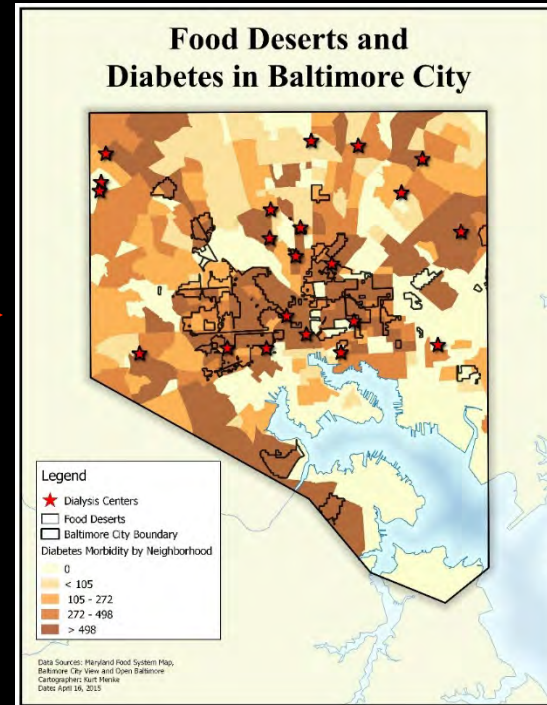 Food Deserts and
Diabetes in Baltimore City
Legend
Dialysis Centers
Food Deserts
Baltimore City Boundary
Diabetes Morbidity by Neighborhood
0
< 105
105 - 272
272 - 498
> 498
Data Sources: Maryland Food System Map,
Baltimore City View and Open Baltimore
Cartographer: Kurt Menke
Date: April 16, 2015